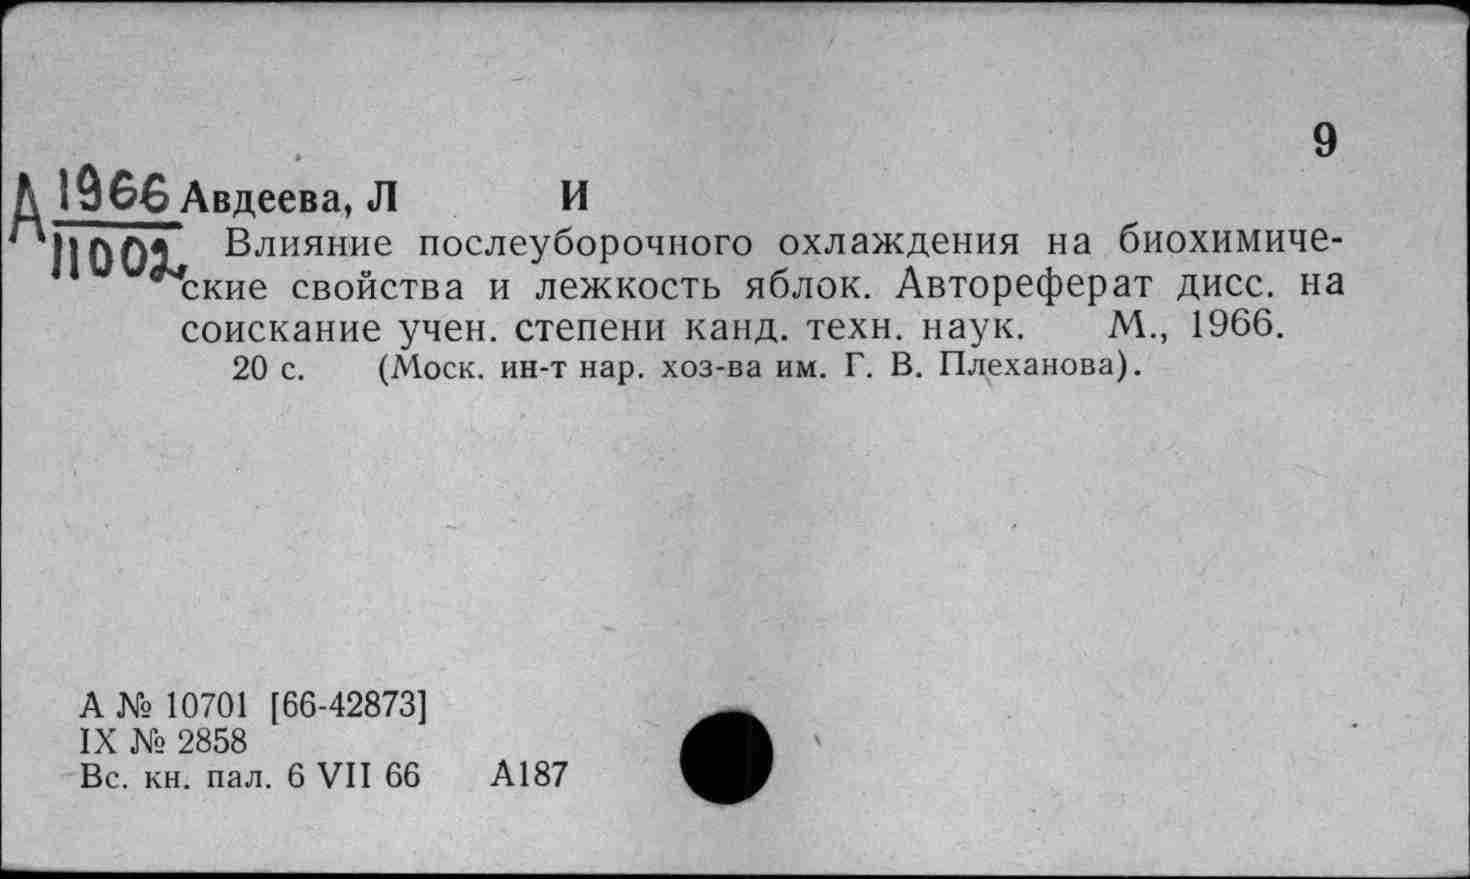 9
А 1966 Авдеева, Л И
11002 Влияние послеуборочного охлаждения на биохимиче-
ские свойства и лежкость яблок. Автореферат дисс. на
соискание учен. степени канд. техн. наук. М., 1966.
20 с. (Моск. ин-т нар. хоз-ва им. Г. В. Плеханова).
А № 10701 [66-42873]
IX № 2858
Вс. кн. пал. 6 VII 66 А187